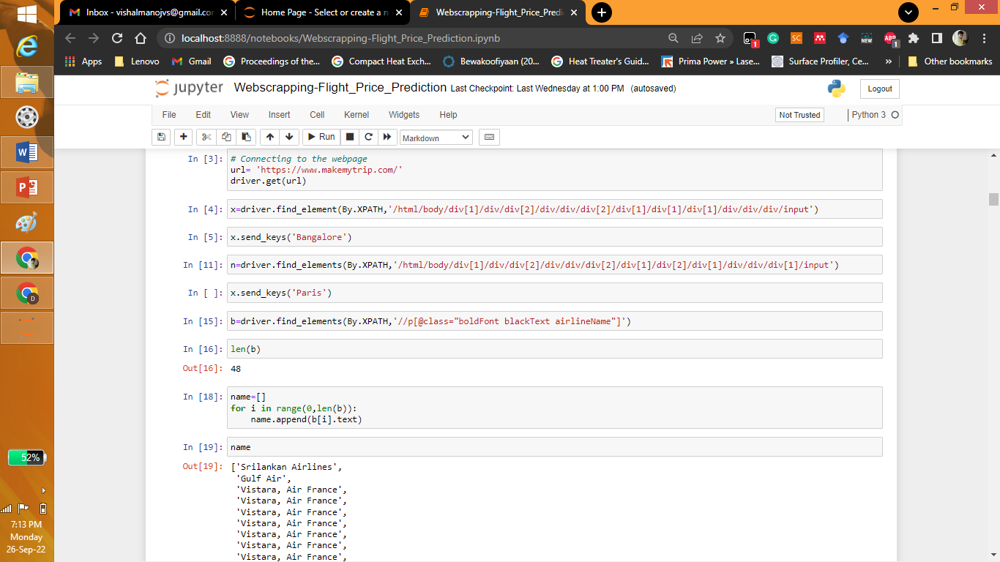 Inbox - vishalmanojvs@gmail.cor
Home Page - Select or create a n
Webscrapping-Flight_Price_Predi
localhost:8888/notebooks/Webscrapping-Flight_Price_Prediction.ipynb
1
SC
NEW
ABP
1
Apps
Lenovo
Gmail
Proceedings of the...
Compact Heat Exch...
Bewakoofiyaan (20...
Heat Treater's Guid...
Prima Power » Lase...
Surface Profiler, Ce...
»
Other bookmarks
jupyter
Webscrapping-Flight_Price_Prediction Last Checkpoint: Last Wednesday at 1:00 PM (autosaved)
Logout
File Edit View Insert Cell Kernel Widgets Help
Not Trusted
Python 3
Run
Markdown
In [3]: # Connecting to the webpage
url= 'https://www.makemytrip.com/'
driver.get(url)
In [4]: x=driver.find_element(By.XPATH,'/html/body/div[1]/div/div[2]/div/div/div[2]/div[1]/div[1]/div[1]/div/div/div/input')
In [5]: x.send_keys('Bangalore')
In [11]: n=driver.find_elements(By.XPATH,'/html/body/div[1]/div/div[2]/div/div/div[2]/div[1]/div[2]/div[1]/div/div/div[1]/input')
In [ ]: x.send_keys('Paris')
In [15]: b=driver.find_elements(By.XPATH,'//p[@class="boldFont blackText airlineName"]')
In [16]: len(b)
Out[16]: 48
In [18]: name=[]
for i in range(0,len(b)):
    name.append(b[i].text)
In [19]: name
Out[19]: ['Srilankan Airlines',
'Gulf Air',
'Vistara, Air France',
'Vistara, Air France',
'Vistara, Air France',
'Vistara, Air France',
'Vistara, Air France',
'Vistara, Air France',
'Vistara, Air France',
W
P
D
52%
7:13 PM
Monday
26-Sep-22